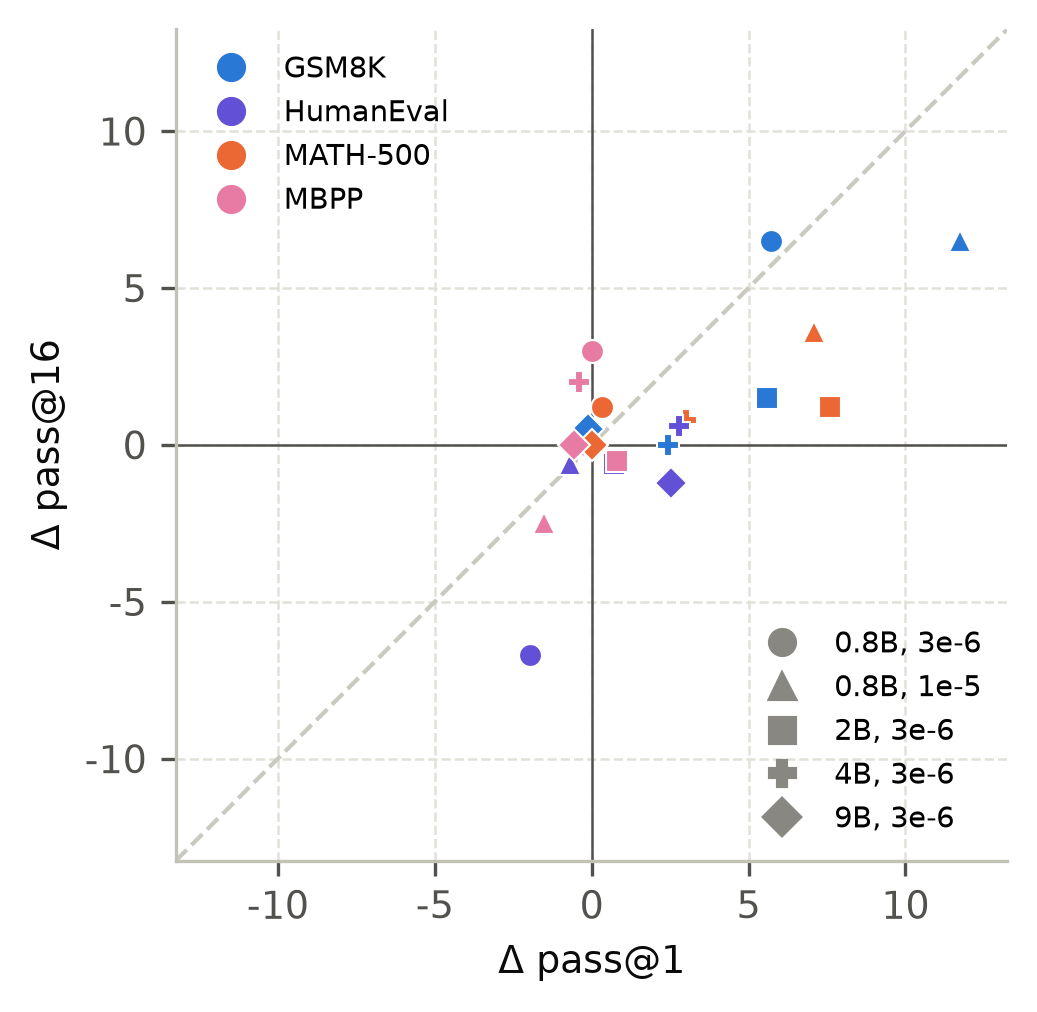 GSM8K
HumanEval
MATH-500
MBPP
10
5
0
-5
-10
Δ pass@16
0.8B, 3e-6
0.8B, 1e-5
2B, 3e-6
4B, 3e-6
9B, 3e-6
-10 -5 0 5 10
Δ pass@1